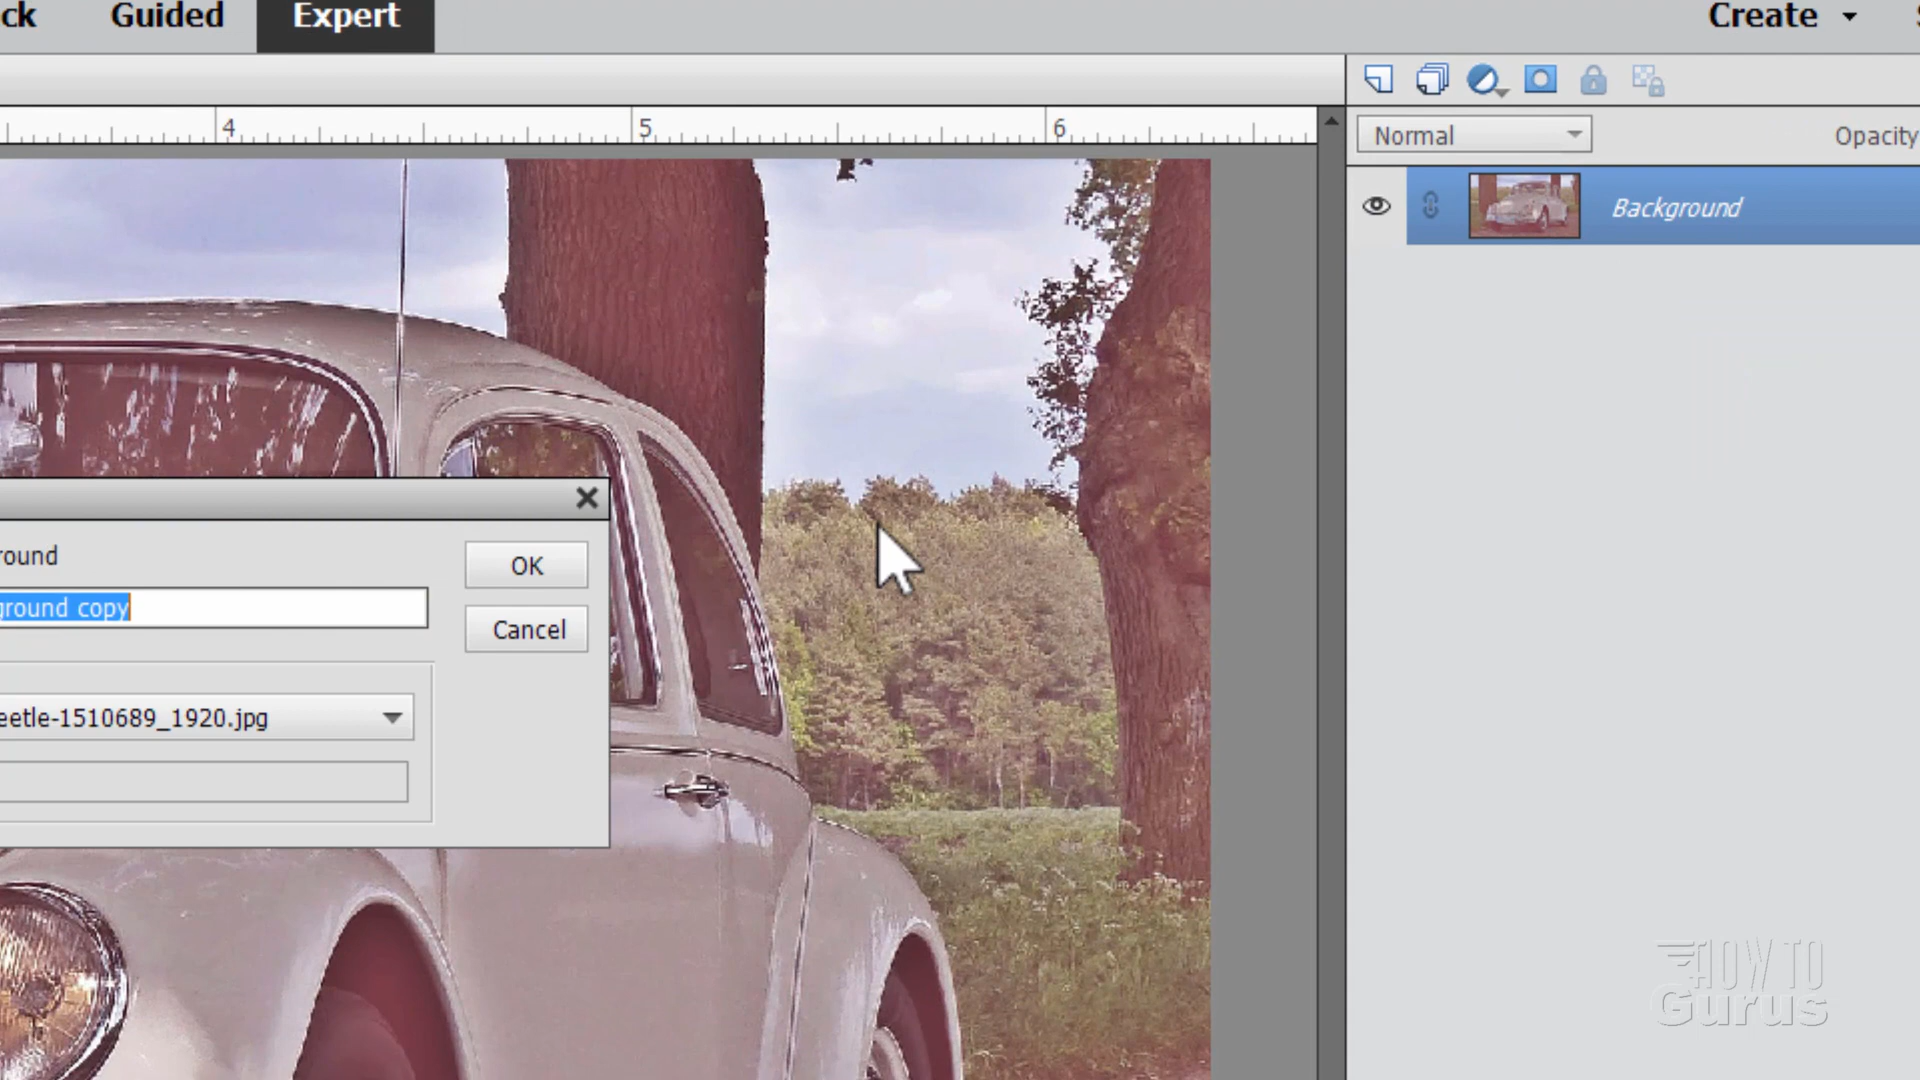 ck Guided Expert Create
4 5 6
Normal Opacity
Background
round
ground copy
OK
Cancel
eetle-1510689_1920.jpg
HOW TO
Gurus